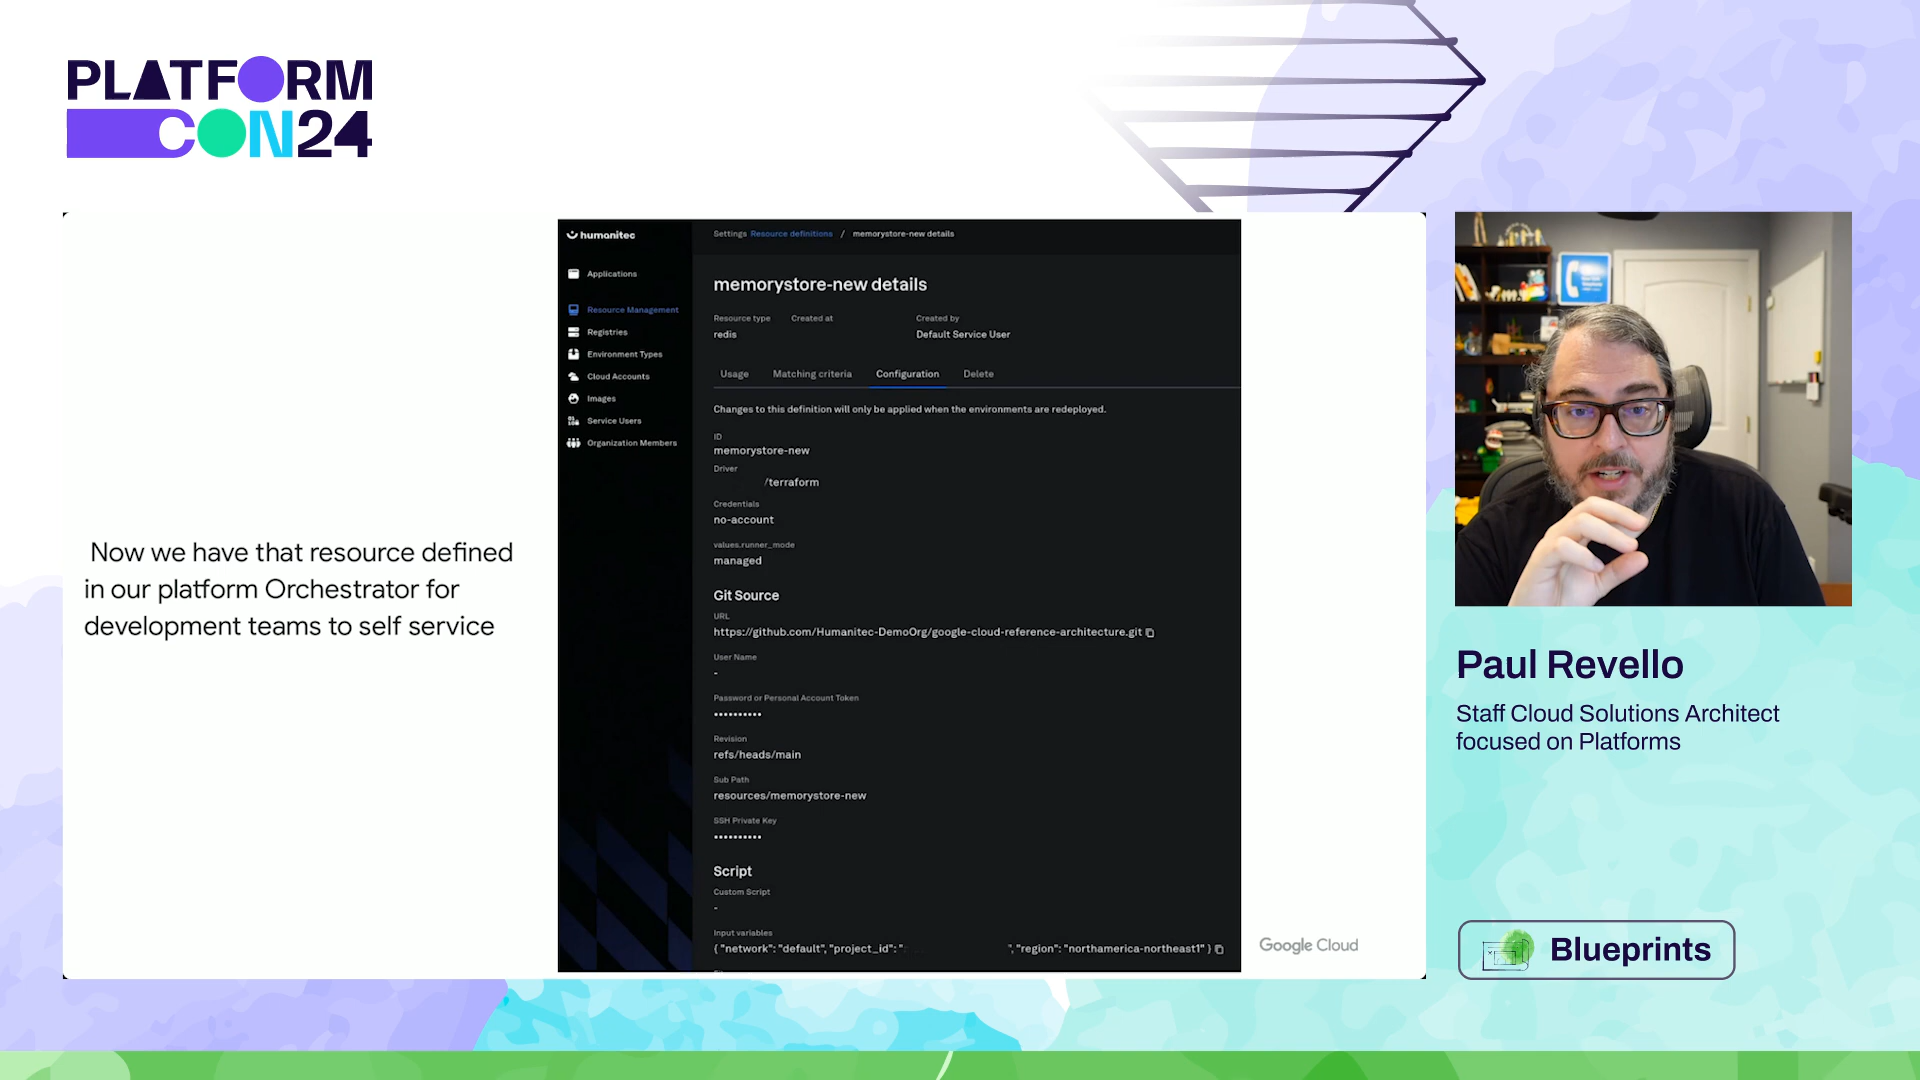 PLATFORM
CON24
Now we have that resource defined
in our platform Orchestrator for
development teams to self service
humanitec
Applications
Resource Management
Registries
Environment Types
Cloud Accounts
Images
Service Users
Organization Members
Settings Resource definitions / memorystore-new details
memorystore-new details
Resource type Created at Created by
redis Default Service User
Usage Matching criteria Configuration Delete
Changes to this definition will only be applied when the environments are redeployed.
ID
memorystore-new
Driver
/terraform
Credentials
no-account
values.runner_mode
managed
Git Source
URL
https://github.com/Humanitec-DemoOrg/google-cloud-reference-architecture.git
User Name
-
Password or Personal Account Token
••••••••••
Revision
refs/heads/main
Sub Path
resources/memorystore-new
SSH Private Key
••••••••••
Script
Custom Script
-
Input variables
{ "network": "default", "project_id": " ", "region": "northamerica-northeast1" }
Google Cloud
Paul Revello
Staff Cloud Solutions Architect
focused on Platforms
Blueprints